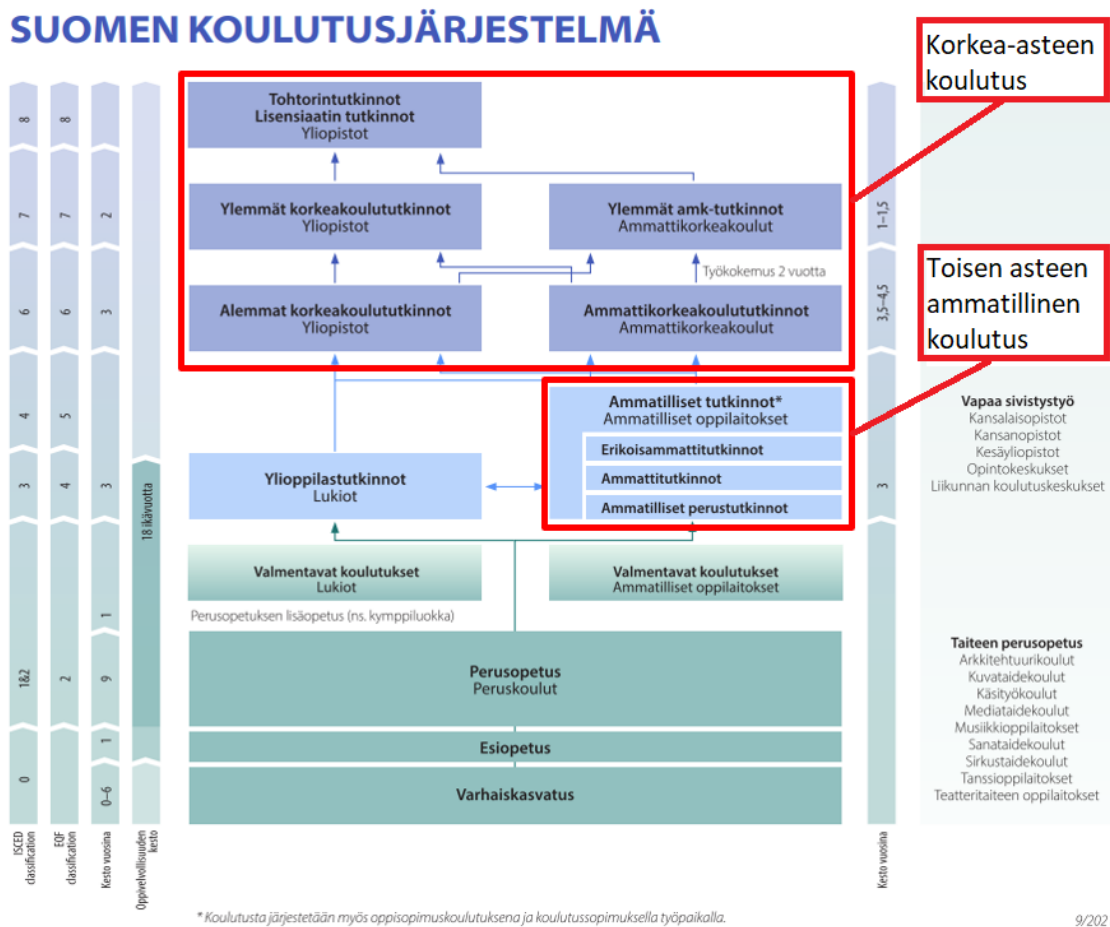 SUOMEN KOULUTUSJÄRJESTELMÄ
Korkea-asteen
koulutus
Toisen asteen
ammatillinen
koulutus
8
7
6
4
3
1&2
0
ISCED
classification
8
7
6
5
4
2
EQF
classification
2
3
3
1
9
1
0–6
Kesto vuosina
18 ikävuotta
Oppivelvollisuuden
kesto
Tohtorintutkinnot
Lisensiaatin tutkinnot
Yliopistot
Ylemmät korkeakoulututkinnot
Yliopistot
Ylemmät amk-tutkinnot
Ammattikorkeakoulut
Työkokernus 2 vuotta
Alemmat korkeakoulututkinnot
Yliopistot
Ammattikorkeakoulututkinnot
Ammattikorkeakoulut
Ammatilliset tutkinnot*
Ammatilliset oppilaitokset
Erikoisammattitutkinnot
Ammattitutkinnot
Ammatilliset perustutkinnot
Ylioppilastutkinnot
Lukiot
Valmentavat koulutukset
Lukiot
Valmentavat koulutukset
Ammatilliset oppilaitokset
Perusopetuksen lisäopetus (ns. kymppiluokka)
Perusopetus
Peruskoulut
Esiopetus
Varhaiskasvatus
1–1,5
3,5–4,5
3
Kesto vuosina
Vapaa sivistystyö
Kansalaisopistot
Kansanopistot
Kesäyliopistot
Opintokeskukset
Liikunnan koulutuskeskukset
Taiteen perusopetus
Arkkitehtuurikoulut
Kuvataidekoulut
Käsityökoulut
Mediataidekoulut
Musiikkioppilaitokset
Sanataidekoulut
Sirkustaidekoulut
Tanssioppilaitokset
Teatteritaiteen oppilaitokset
* Koulutusta järjestetään myös oppisopimuskoulutuksena ja koulutussopimuksella työpaikalla.
9/202